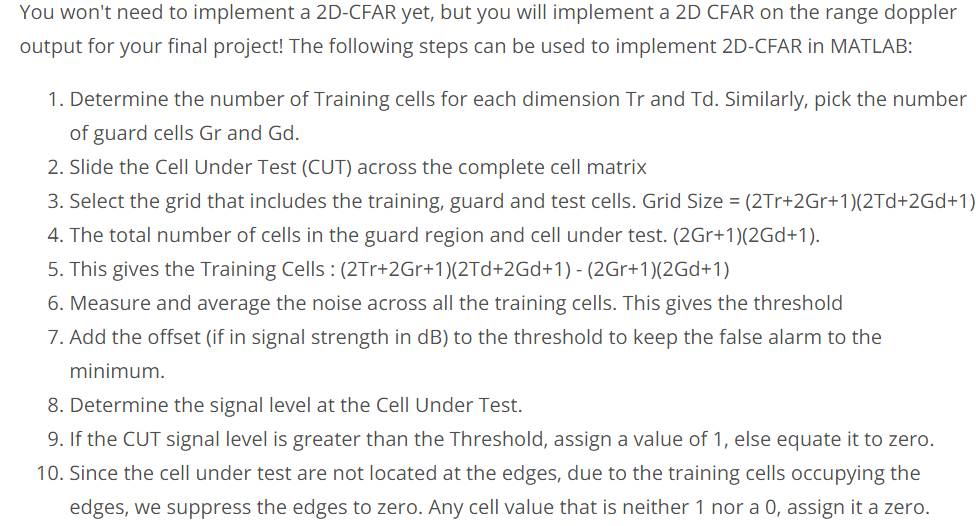 You won't need to implement a 2D-CFAR yet, but you will implement a 2D CFAR on the range doppler
output for your final project! The following steps can be used to implement 2D-CFAR in MATLAB:
1. Determine the number of Training cells for each dimension Tr and Td. Similarly, pick the number
of guard cells Gr and Gd.
2. Slide the Cell Under Test (CUT) across the complete cell matrix
3. Select the grid that includes the training, guard and test cells. Grid Size = (2Tr+2Gr+1)(2Td+2Gd+1)
4. The total number of cells in the guard region and cell under test. (2Gr+1)(2Gd+1).
5. This gives the Training Cells : (2Tr+2Gr+1)(2Td+2Gd+1) - (2Gr+1)(2Gd+1)
6. Measure and average the noise across all the training cells. This gives the threshold
7. Add the offset (if in signal strength in dB) to the threshold to keep the false alarm to the
minimum.
8. Determine the signal level at the Cell Under Test.
9. If the CUT signal level is greater than the Threshold, assign a value of 1, else equate it to zero.
10. Since the cell under test are not located at the edges, due to the training cells occupying the
edges, we suppress the edges to zero. Any cell value that is neither 1 nor a 0, assign it a zero.